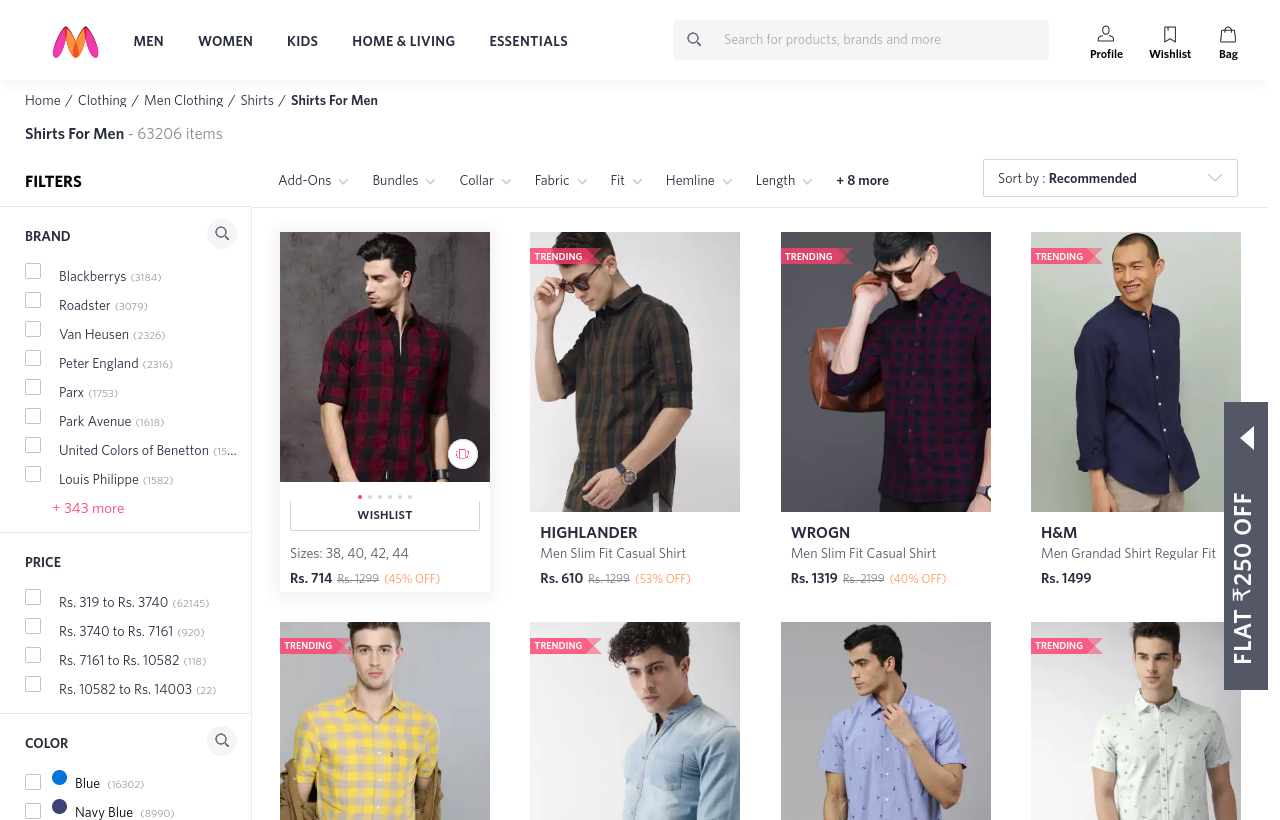 MEN WOMEN KIDS HOME & LIVING ESSENTIALS
Search for products, brands and more
Profile Wishlist Bag
Home / Clothing / Men Clothing / Shirts / Shirts For Men
Shirts For Men - 63206 items
FILTERS
Add-Ons Bundles Collar Fabric Fit Hemline Length + 8 more
Sort by : Recommended
BRAND
Blackberrys (3184)
Roadster (3079)
Van Heusen (2326)
Peter England (2316)
Parx (1753)
Park Avenue (1618)
United Colors of Benetton (15...
Louis Philippe (1582)
+ 343 more
PRICE
Rs. 319 to Rs. 3740 (62145)
Rs. 3740 to Rs. 7161 (920)
Rs. 7161 to Rs. 10582 (118)
Rs. 10582 to Rs. 14003 (22)
COLOR
Blue (16302)
Navy Blue (8990)
WISHLIST
Sizes: 38, 40, 42, 44
Rs. 714 Rs. 1299 (45% OFF)
TRENDING
HIGHLANDER
Men Slim Fit Casual Shirt
Rs. 610 Rs. 1299 (53% OFF)
TRENDING
WROGN
Men Slim Fit Casual Shirt
Rs. 1319 Rs. 2199 (40% OFF)
TRENDING
H&M
Men Grandad Shirt Regular Fit
Rs. 1499
TRENDING
TRENDING
TRENDING
FLAT ₹250 OFF